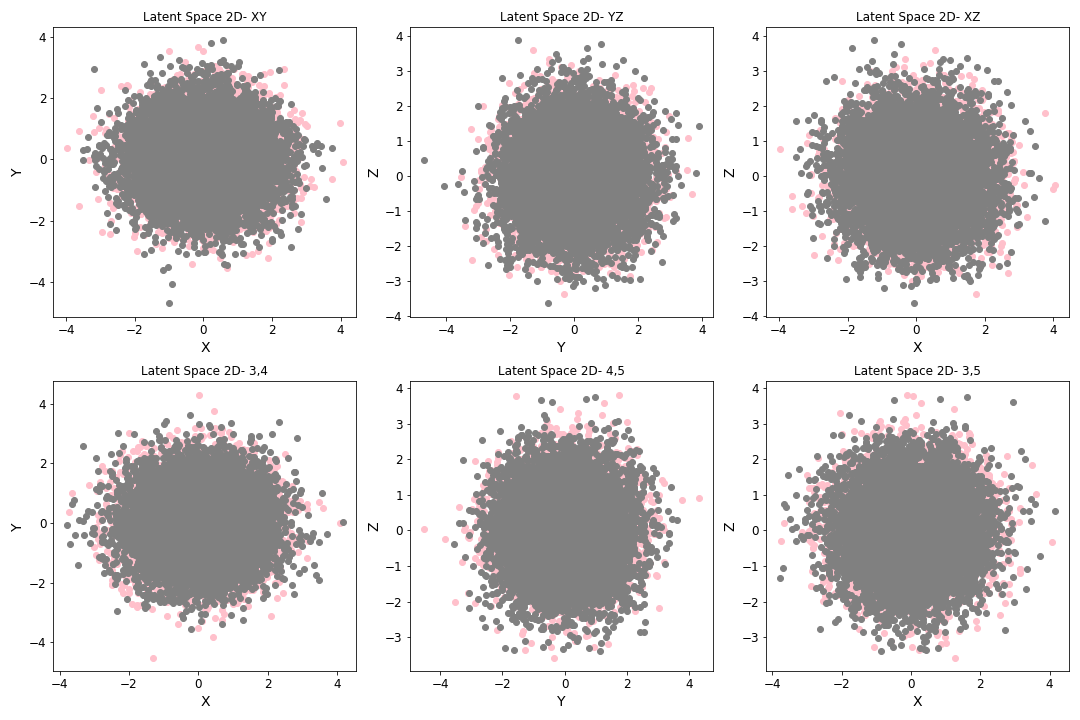 Latent Space 2D- XY
Latent Space 2D- YZ
Latent Space 2D- XZ
4
2
0
−2
−4
Y
−4 −2 0 2 4
X
4
3
2
1
0
−1
−2
−3
−4
Z
−4 −2 0 2 4
Y
4
3
2
1
0
−1
−2
−3
−4
Z
−4 −2 0 2 4
X
Latent Space 2D- 3,4
Latent Space 2D- 4,5
Latent Space 2D- 3,5
4
2
0
−2
−4
Y
−4 −2 0 2 4
X
4
3
2
1
0
−1
−2
−3
Z
−4 −2 0 2 4
Y
4
3
2
1
0
−1
−2
−3
Z
−4 −2 0 2 4
X